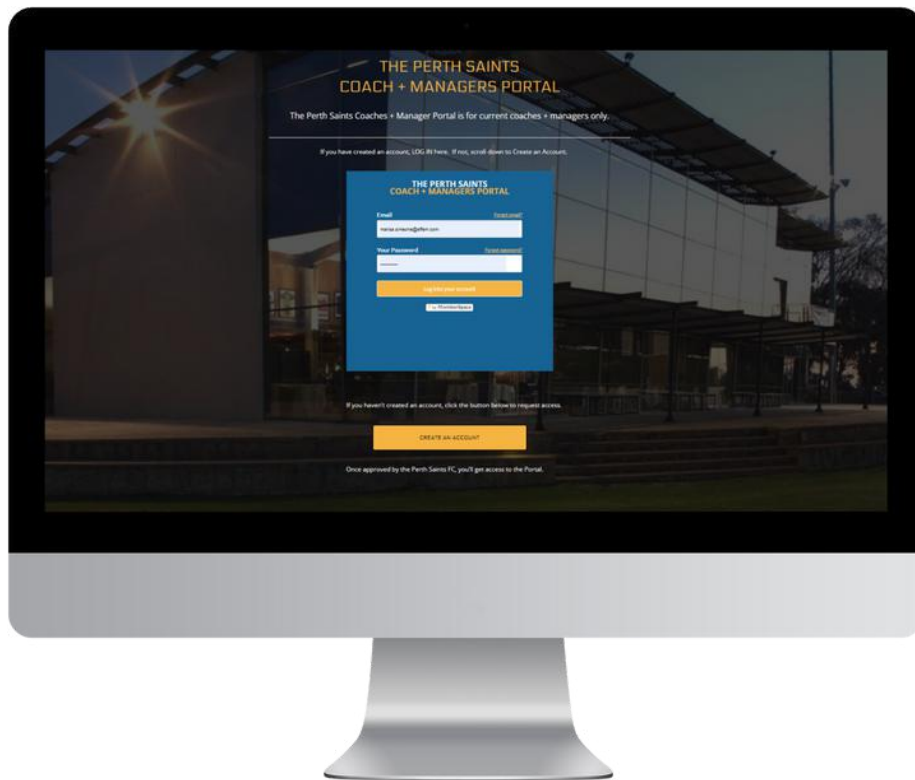 THE PERTH SAINTS
COACH + MANAGERS PORTAL
The Perth Saints Coaches + Manager Portal is for current coaches + managers only.
If you have created an account, LOG IN here. If not, scroll down to Create an Account.
THE PERTH SAINTS
COACH + MANAGERS PORTAL
Email Forgot email?
Your Password Forgot password?
Log into your account
MemberSpace
If you haven't created an account, click the button below to request access.
CREATE AN ACCOUNT
Once approved by the Perth Saints FC, you'll get access to the Portal.